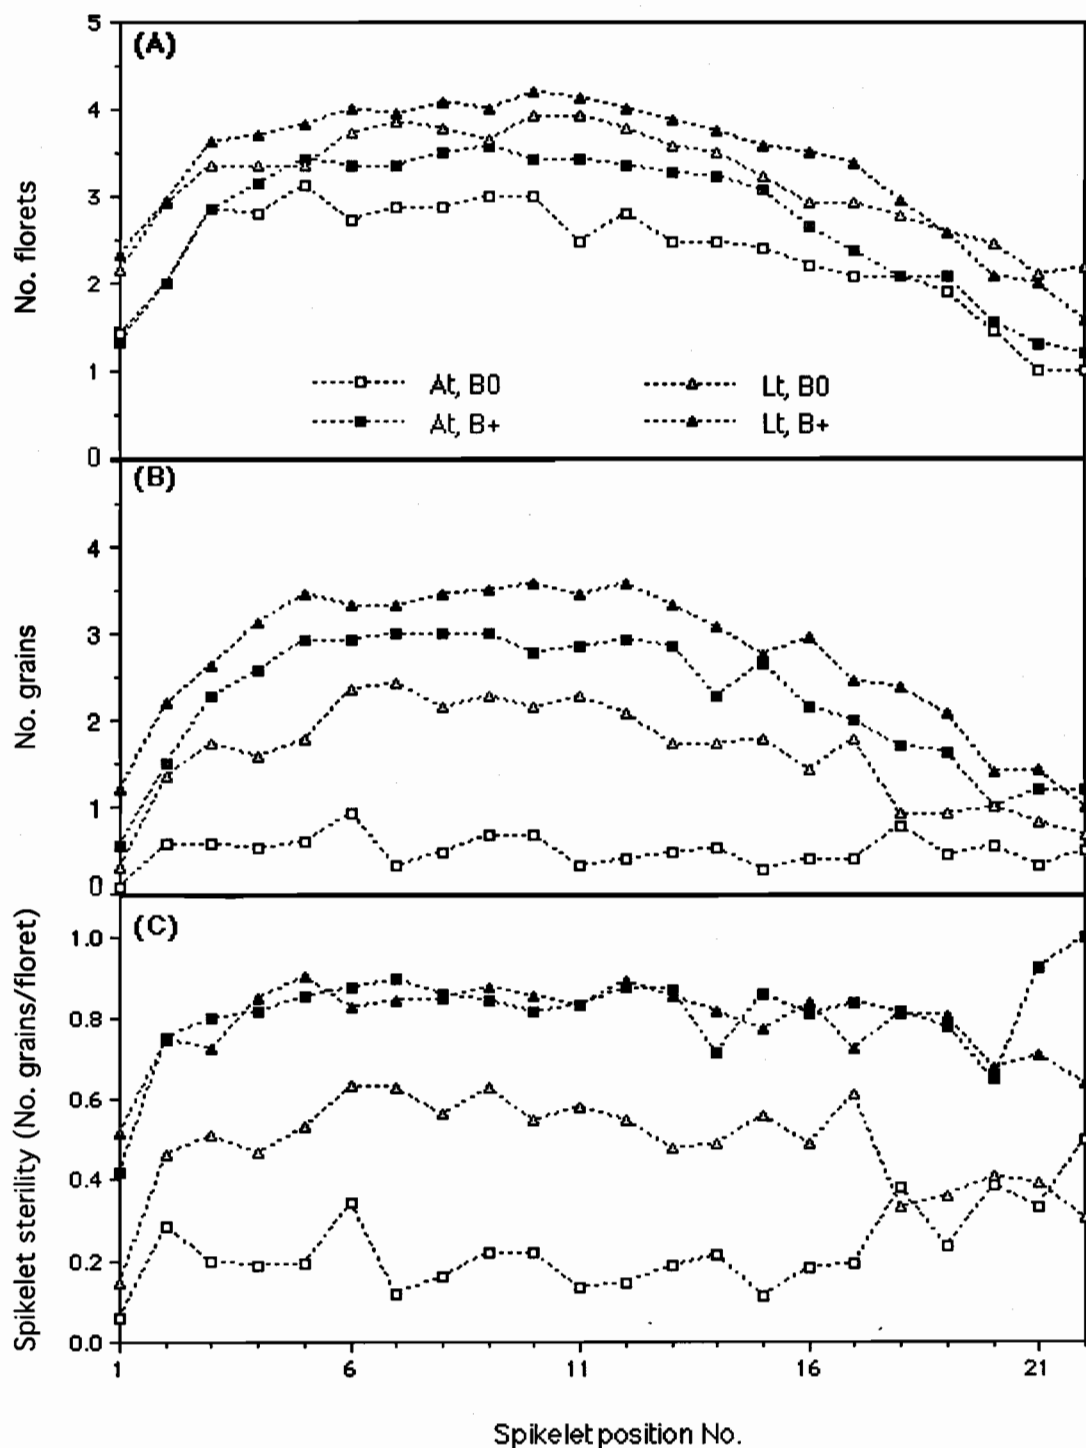 5
(A)
4
3
2
1
0
No. florets
At, B0
Lt, B0
At, B+
Lt, B+
(B)
4
3
2
1
0
No. grains
(C)
1.0
0.8
0.6
0.4
0.2
0.0
Spikelet sterility (No. grains/floret)
1 6 11 16 21
Spikelet position No.